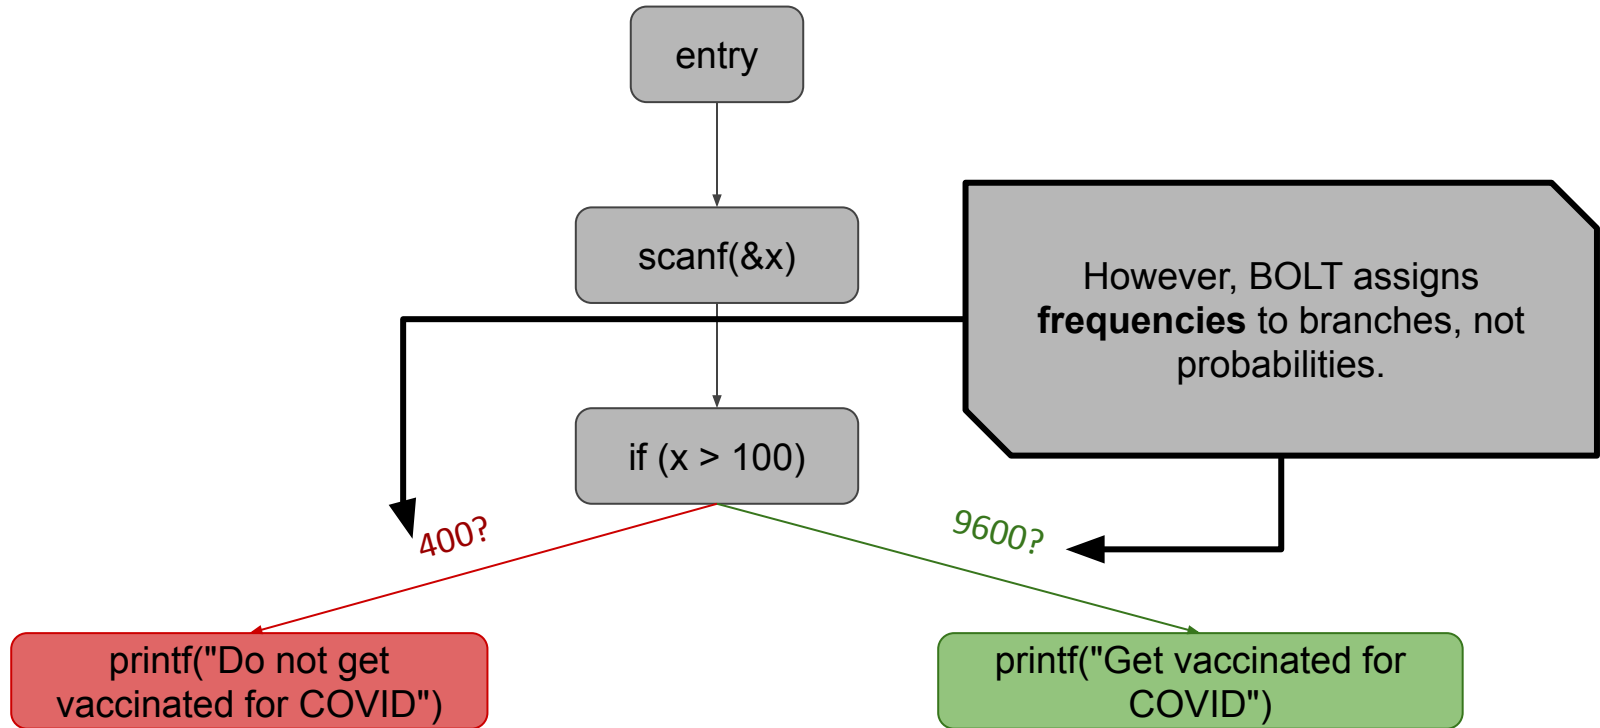 entry
scanf(&x)
However, BOLT assigns
frequencies to branches, not
probabilities.
if (x > 100)
400?
9600?
printf("Do not get
vaccinated for COVID")
printf("Get vaccinated for
COVID")